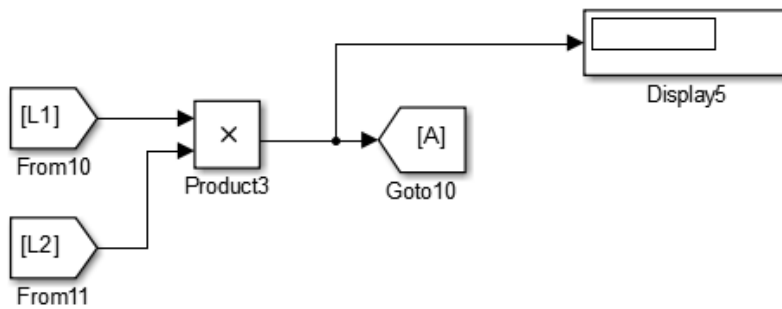 Display5
[L1]
From10
×
Product3
[A]
Goto10
[L2]
From11